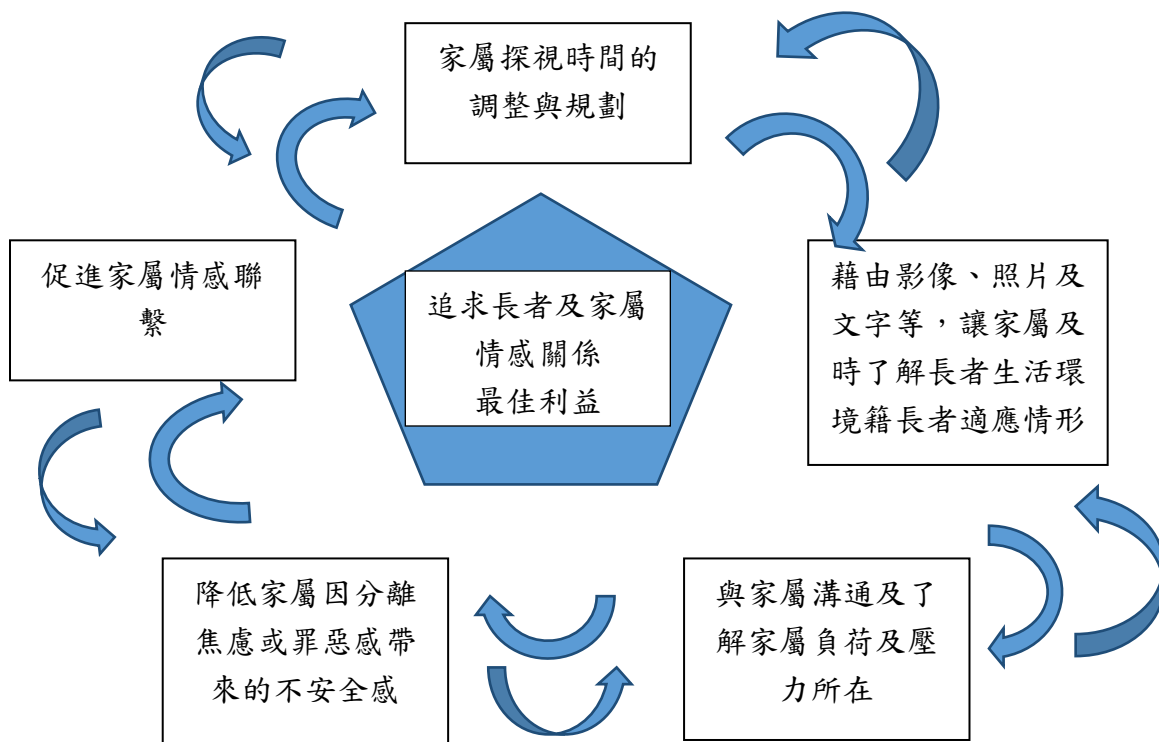 家屬探視時間的
調整與規劃
促進家屬情感聯
繫
追求長者及家屬
情感關係
最佳利益
藉由影像、照片及
文字等，讓家屬及
時了解長者生活環
境籍長者適應情形
降低家屬因分離
焦慮或罪惡感帶
來的不安全感
與家屬溝通及了
解家屬負荷及壓
力所在